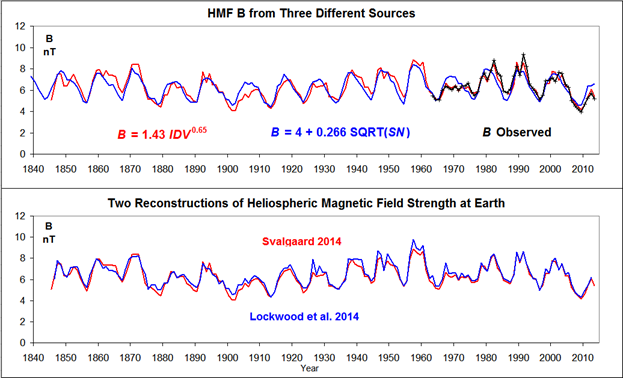 HMF B from Three Different Sources
12
B
nT
10
8
6
4
2
0
B = 1.43 IDV^0.65
B = 4 + 0.266 SQRT(SN)
B Observed
1840 1850 1860 1870 1880 1890 1900 1910 1920 1930 1940 1950 1960 1970 1980 1990 2000 2010
Two Reconstructions of Heliospheric Magnetic Field Strength at Earth
12
B
nT
10
8
6
4
2
0
Svalgaard 2014
Lockwood et al. 2014
1840 1850 1860 1870 1880 1890 1900 1910 1920 1930 1940 1950 1960 1970 1980 1990 2000 2010
Year